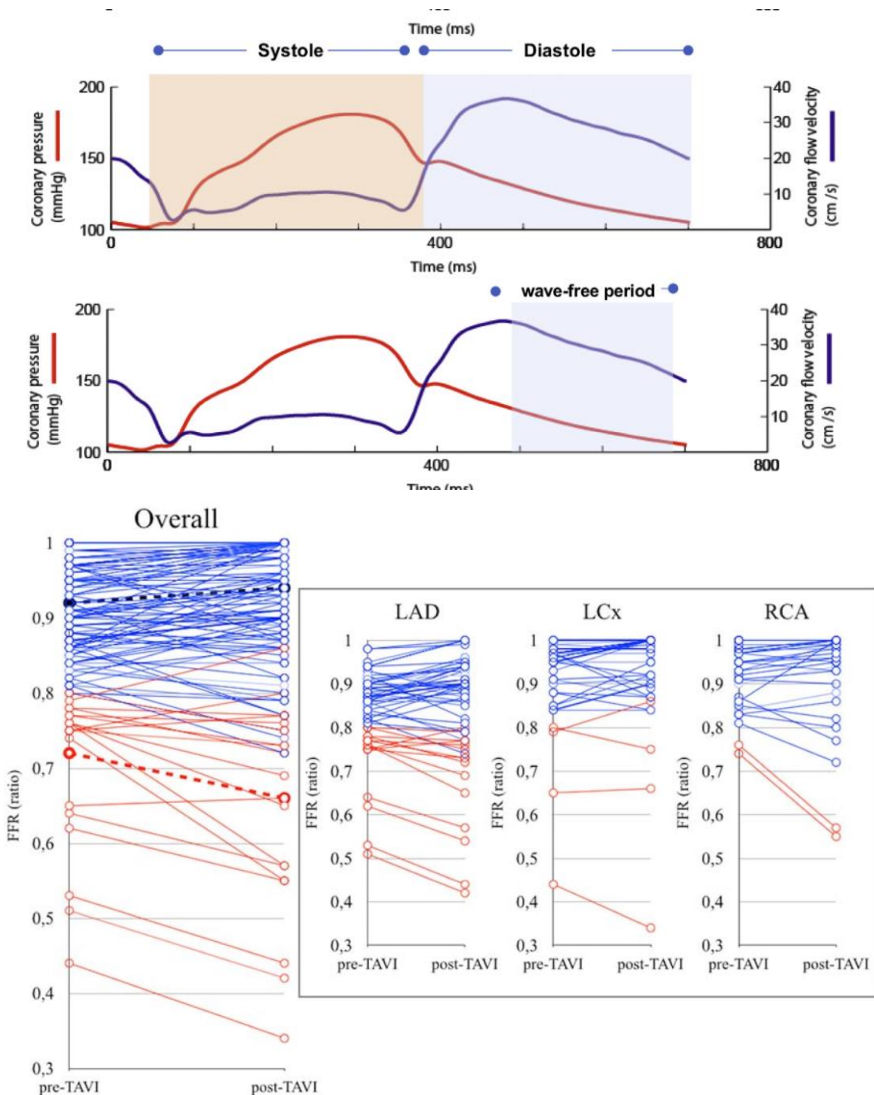 Time (ms)
Systole Diastole
200 40
Coronary pressure (mmHg)
150
100
30
20
10
Coronary flow velocity (cm /s)
0 400 800
Time (ms)
wave-free period
200 40
Coronary pressure (mmHg)
150
100
30
20
10
Coronary flow velocity (cm /s)
0 400 800
Time (ms)
Overall
1
0,9
0,8
0,7
0,6
0,5
0,4
0,3
FFR (ratio)
pre-TAVI post-TAVI
LAD
1
0,9
0,8
0,7
0,6
0,5
0,4
0,3
FFR (ratio)
pre-TAVI post-TAVI
LCx
1
0,9
0,8
0,7
0,6
0,5
0,4
0,3
FFR (ratio)
pre-TAVI post-TAVI
RCA
1
0,9
0,8
0,7
0,6
0,5
0,4
0,3
FFR (ratio)
pre-TAVI post-TAVI